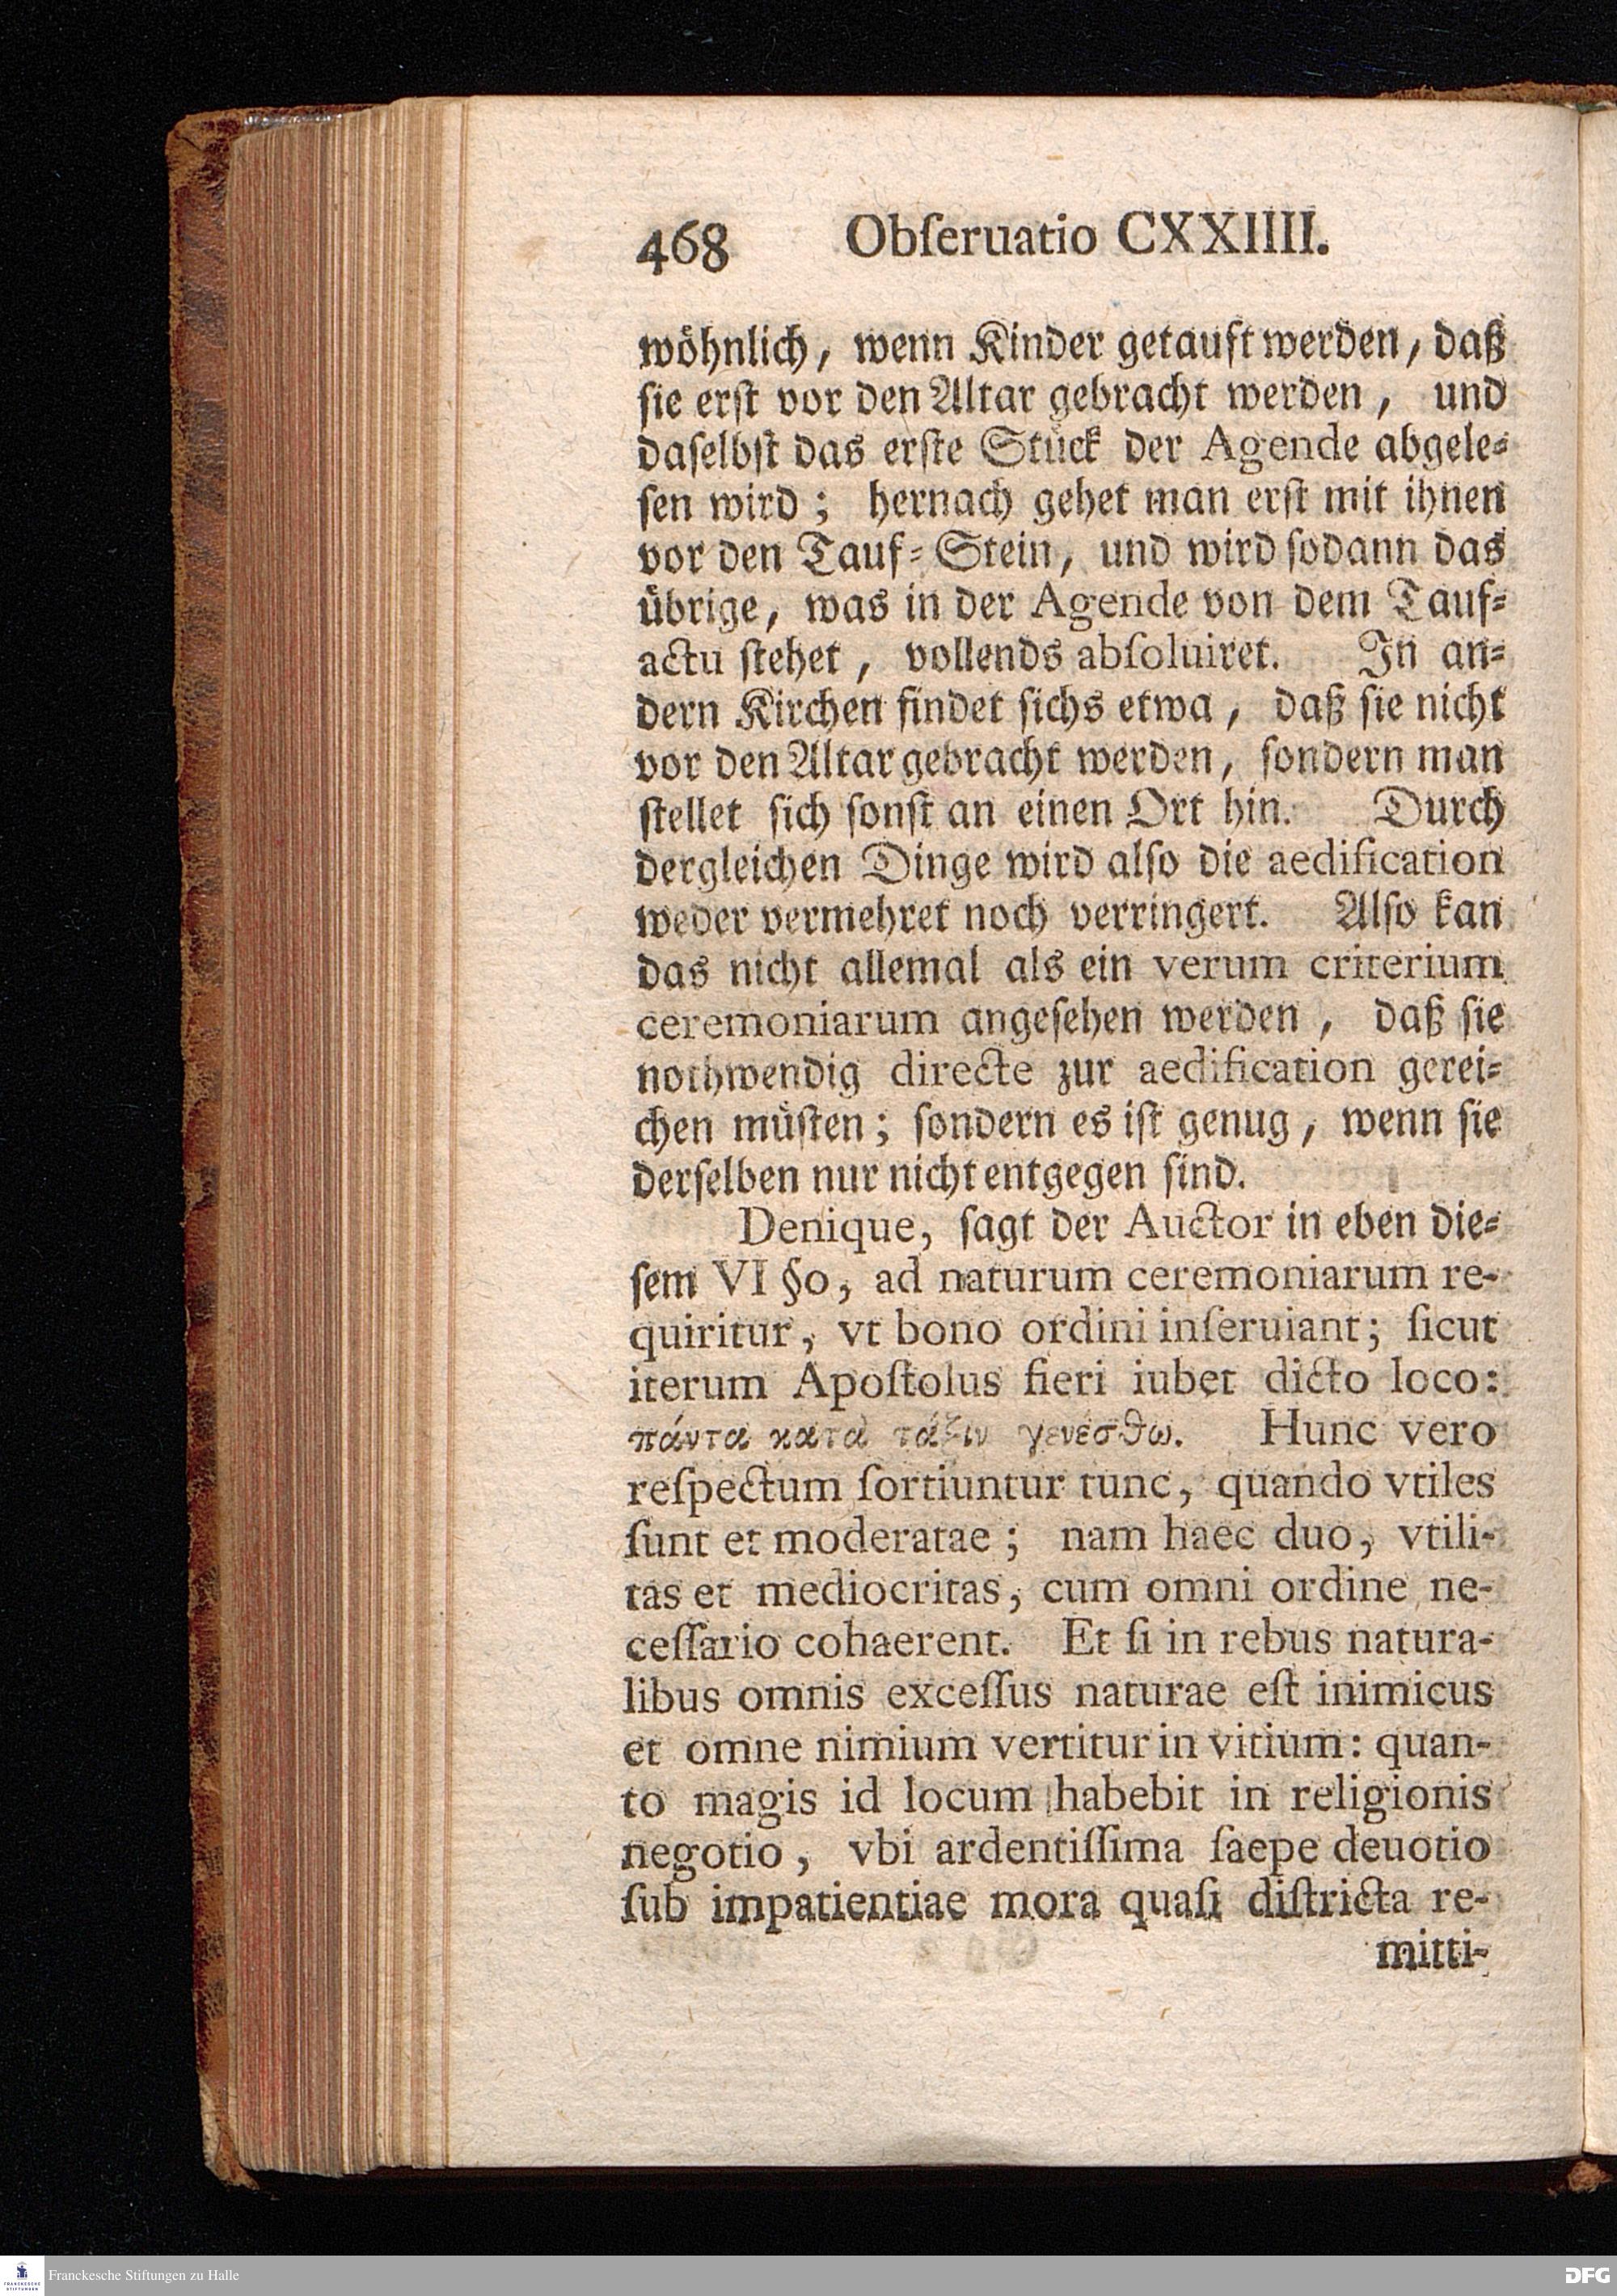 468 Obſeruatio CXXIIII.
wöhnlich, wenn Kinder getauft werden, daß
ſie erſt vor den Altar gebracht werden, und
daſelbſt das erſte Stück der Agende abgele-
ſen wird; hernach gehet man erſt mit ihnen
vor den Tauf-Stein, und wird ſodann das
übrige, was in der Agende von dem Tauf-
actu ſtehet, vollends abſoluiret. In an-
dern Kirchen findet ſichs etwa, daß ſie nicht
vor den Altar gebracht werden, ſondern man
ſtellet ſich ſonſt an einen Ort hin. Durch
dergleichen Dinge wird alſo die aedification
weder vermehret noch verringert. Alſo kan
das nicht allemal als ein verum criterium
ceremoniarum angeſehen werden, daß ſie
nothwendig directe zur aedification gerei-
chen müſten; ſondern es iſt genug, wenn ſie
derſelben nur nicht entgegen ſind.
Denique, ſagt der Auctor in eben die-
ſem VI §o, ad naturum ceremoniarum re-
quiritur, vt bono ordini inſeruiant; ſicut
iterum Apoſtolus fieri iubet dicto loco:
πάντα κατὰ τάξιν γενέσθω. Hunc vero
reſpectum ſortiuntur tunc, quando vtiles
ſunt et moderatae; nam haec duo, vtili-
tas et mediocritas, cum omni ordine ne-
ceſſario cohaerent. Et ſi in rebus natura-
libus omnis exceſſus naturae eſt inimicus
et omne nimium vertitur in vitium: quan-
to magis id locum habebit in religionis
negotio, vbi ardentiſſima ſaepe deuotio
ſub impatientiae mora quaſi diſtricta re-
mitti-
FRANCKESCHE STIFTUNGEN
Franckesche Stiftungen zu Halle
DFG